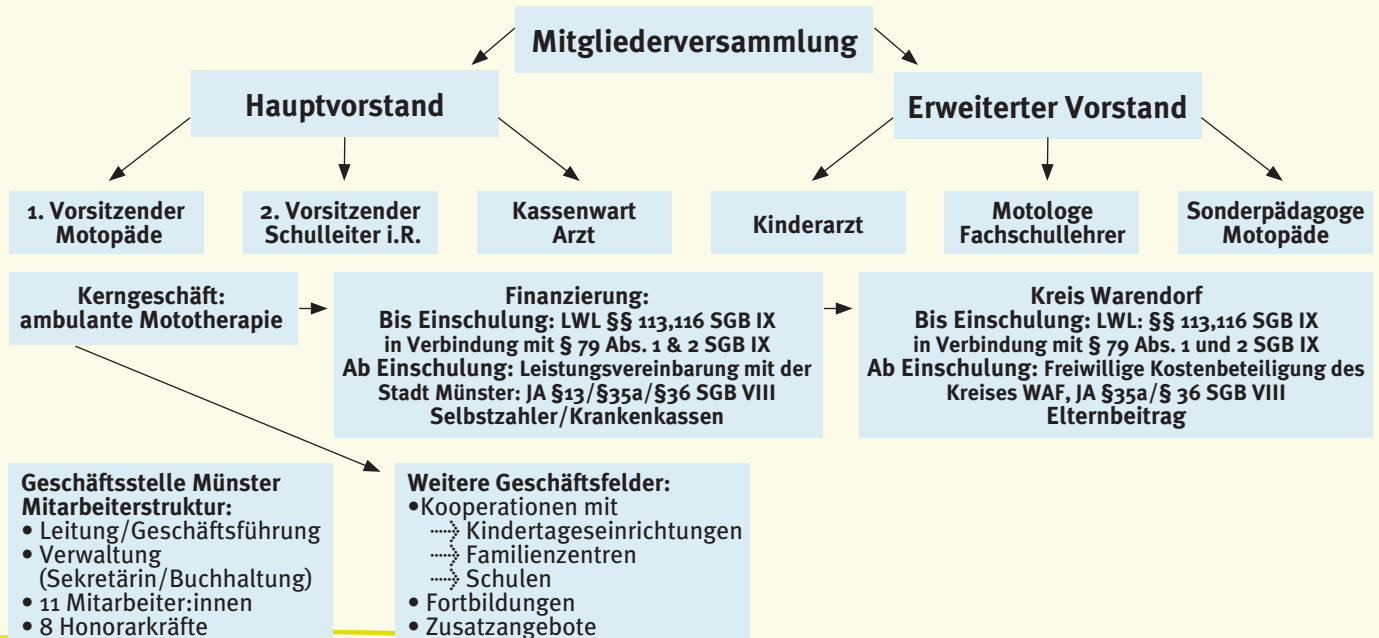 Mitgliederversammlung
Hauptvorstand
Erweiterter Vorstand
1. Vorsitzender
Motopäde
2. Vorsitzender
Schulleiter i.R.
Kassenwart
Arzt
Kinderarzt
Motologe
Fachschullehrer
Sonderpädagoge
Motopäde
Kerngeschäft:
ambulante Mototherapie
Finanzierung:
Bis Einschulung: LWL §§ 113,116 SGB IX
in Verbindung mit § 79 Abs. 1 & 2 SGB IX
Ab Einschulung: Leistungsvereinbarung mit der
Stadt Münster: JA §13/§35a/§36 SGB VIII
Selbstzahler/Krankenkassen
Kreis Warendorf
Bis Einschulung: LWL: §§ 113,116 SGB IX
in Verbindung mit § 79 Abs. 1 und 2 SGB IX
Ab Einschulung: Freiwillige Kostenbeteiligung des
Kreises WAF, JA §35a/§ 36 SGB VIII
Elternbeitrag
Geschäftsstelle Münster
Mitarbeiterstruktur:
• Leitung/Geschäftsführung
• Verwaltung
(Sekretärin/Buchhaltung)
• 11 Mitarbeiter:innen
• 8 Honorarkräfte
Weitere Geschäftsfelder:
•Kooperationen mit
Kindertageseinrichtungen
Familienzentren
Schulen
• Fortbildungen
• Zusatzangebote